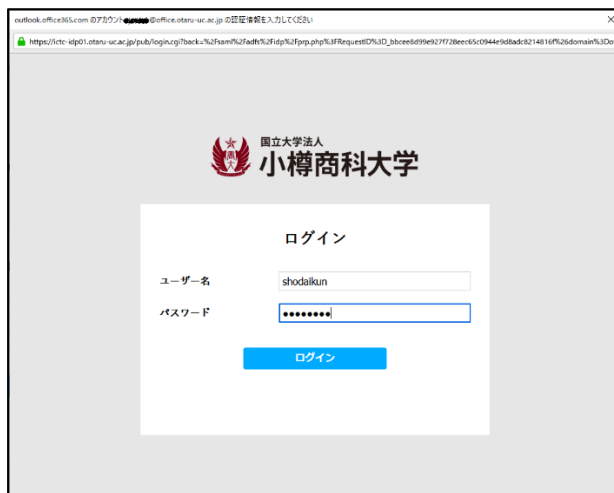 outlook.office365.com のアカウント@office.otaru-uc.ac.jp の認証情報を入力してください
https://ictc-idp01.otaru-uc.ac.jp/pub/login.cgi?back=%2Fsaml%2Fadfs%2Fidp%2Fprp.php%3FRequestID%3D_bbcee8d99e927f728eec65c0944e9d8adc8214816f%26domain%3Do
国立大学法人
小樽商科大学
ログイン
ユーザー名 shodaikun
パスワード ●●●●●●●●
ログイン